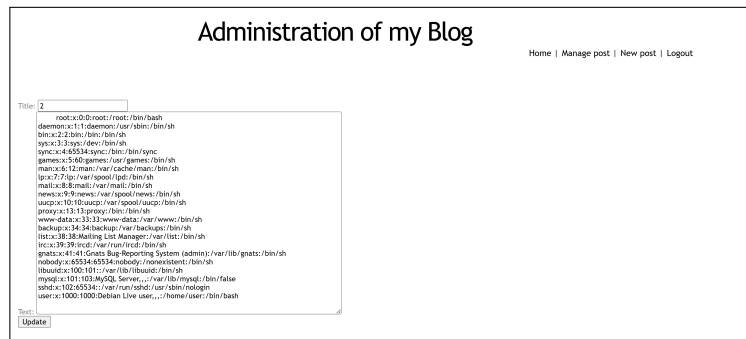 Administration of my Blog
Home | Manage post | New post | Logout
Title: 2
root:x:0:0:root:/root:/bin/bash
daemon:x:1:1:daemon:/usr/sbin:/bin/sh
bin:x:2:2:bin:/bin:/bin/sh
sys:x:3:3:sys:/dev:/bin/sh
sync:x:4:65534:sync:/bin:/bin/sync
games:x:5:60:games:/usr/games:/bin/sh
man:x:6:12:man:/var/cache/man:/bin/sh
lp:x:7:7:lp:/var/spool/lpd:/bin/sh
mail:x:8:8:mail:/var/mail:/bin/sh
news:x:9:9:news:/var/spool/news:/bin/sh
uucp:x:10:10:uucp:/var/spool/uucp:/bin/sh
proxy:x:13:13:proxy:/bin:/bin/sh
www-data:x:33:33:www-data:/var/www:/bin/sh
backup:x:34:34:backup:/var/backups:/bin/sh
list:x:38:38:Mailing List Manager:/var/list:/bin/sh
irc:x:39:39:ircd:/var/run/ircd:/bin/sh
gnats:x:41:41:Gnats Bug-Reporting System (admin):/var/lib/gnats:/bin/sh
nobody:x:65534:65534:nobody:/nonexistent:/bin/sh
libuuid:x:100:101::/var/lib/libuuid:/bin/sh
mysql:x:101:103:MySQL Server,,,:/var/lib/mysql:/bin/false
sshd:x:102:65534::/var/run/sshd:/usr/sbin/nologin
user:x:1000:1000:Debian Live user,,,:/home/user:/bin/bash
Text:
Update